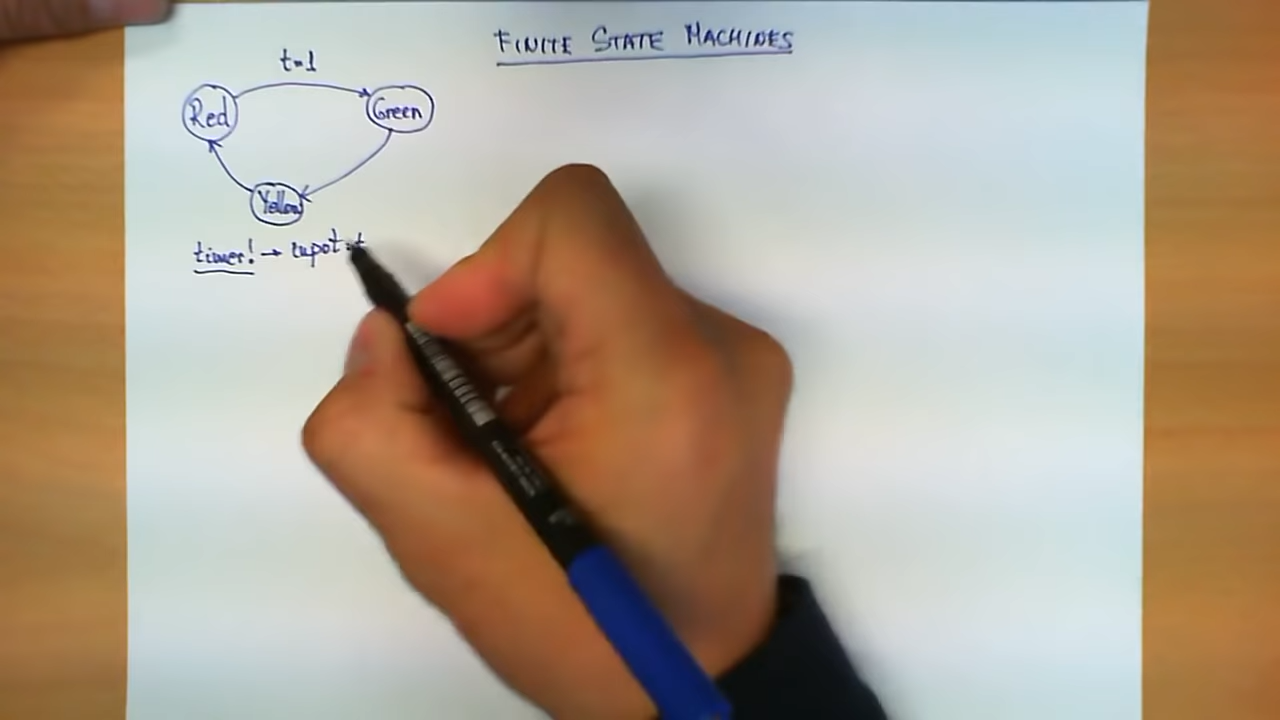 FINITE STATE MACHINES
t=1
Red
Green
Yellow
timer! → input t